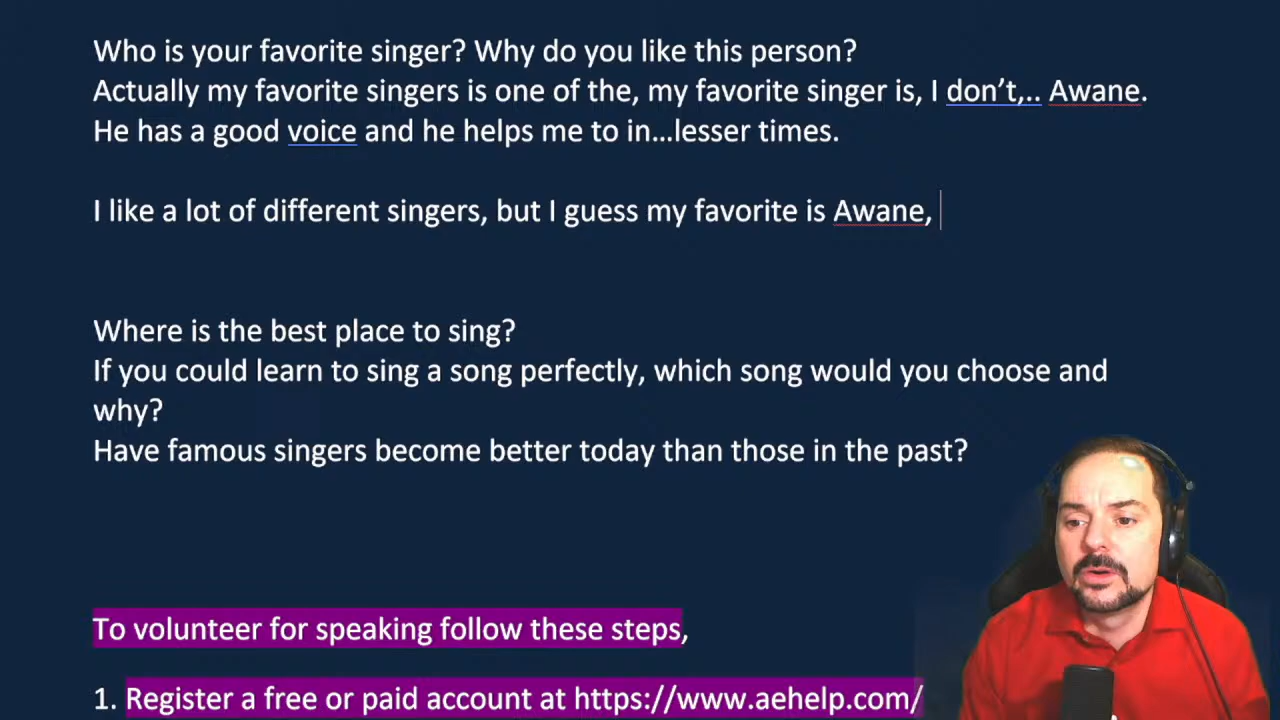 Who is your favorite singer? Why do you like this person?
Actually my favorite singers is one of the, my favorite singer is, I don’t,.. Awane.
He has a good voice and he helps me to in…lesser times.
I like a lot of different singers, but I guess my favorite is Awane,
Where is the best place to sing?
If you could learn to sing a song perfectly, which song would you choose and
why?
Have famous singers become better today than those in the past?
To volunteer for speaking follow these steps,
1. Register a free or paid account at https://www.aehelp.com/